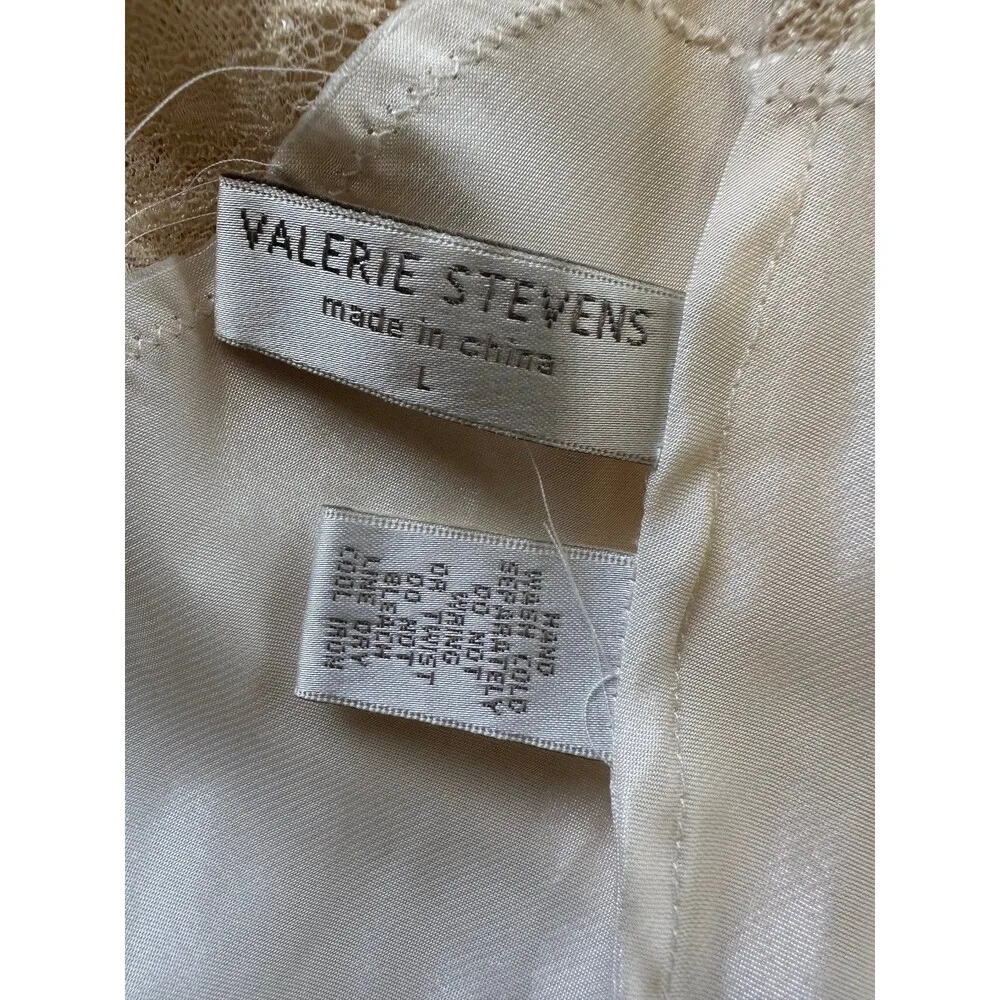 VALERIE STEVENS
made in china
L
HAND
WASH COLD
SEPARATELY
DO NOT
WRING
OR TWIST
DO NOT
BLEACH
LINE DRY
COOL IRON